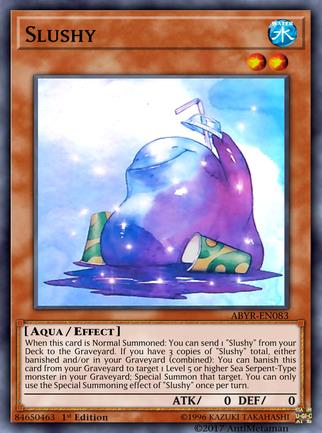 SLUSHY
WATER
水
ABYR-EN083
[ AQUA / EFFECT ]
When this card is Normal Summoned: You can send 1 "Slushy" from
your Deck to the Graveyard. If you have 3 copies of "Slushy" total, either
banished and/or in your Graveyard (combined): You can banish this
card from your Graveyard to target 1 Level 5 or higher Sea Serpent-Type
monster in your Graveyard; Special Summon that target. You can only
use the Special Summoning effect of "Slushy" once per turn.
ATK/ 0 DEF/ 0
84650463 1st Edition ©1996 KAZUKI TAKAHASHI
©2017 AntiMetaman